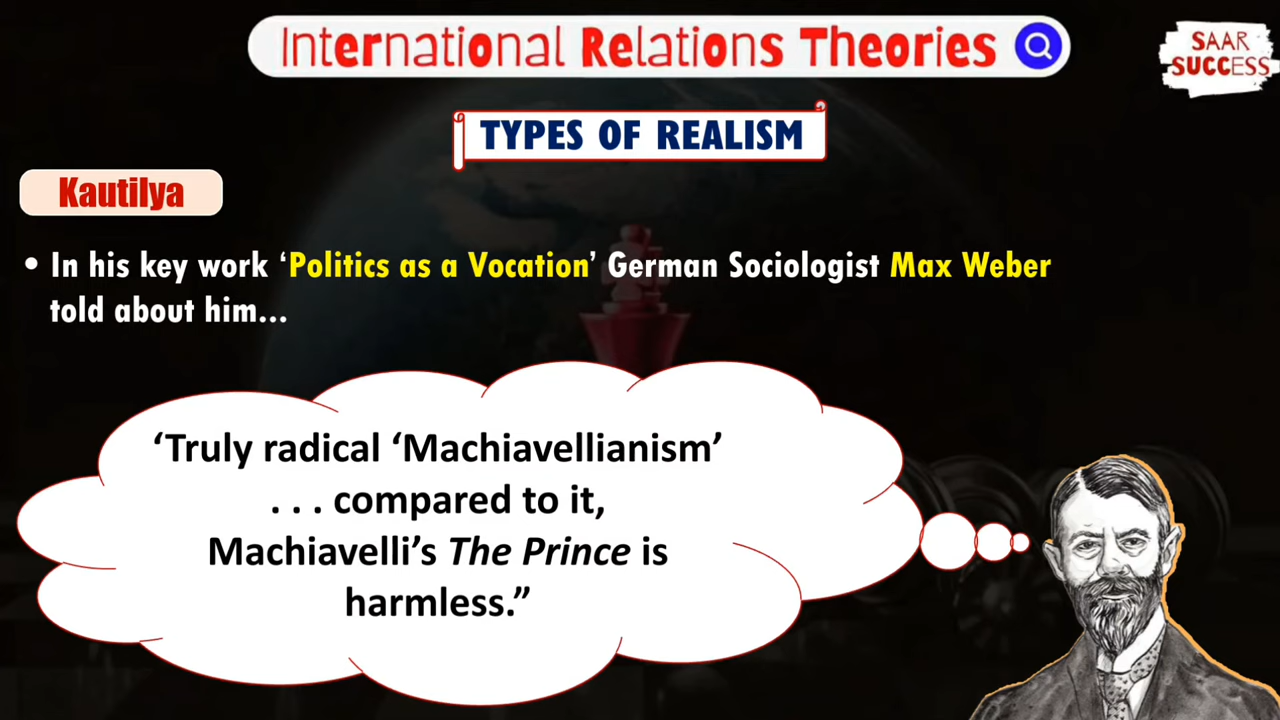 International Relations Theories
SAAR
SUCCESS
TYPES OF REALISM
Kautilya
• In his key work ‘Politics as a Vocation’ German Sociologist Max Weber
told about him...
‘Truly radical ‘Machiavellianism’
. . . compared to it,
Machiavelli’s The Prince is
harmless.”